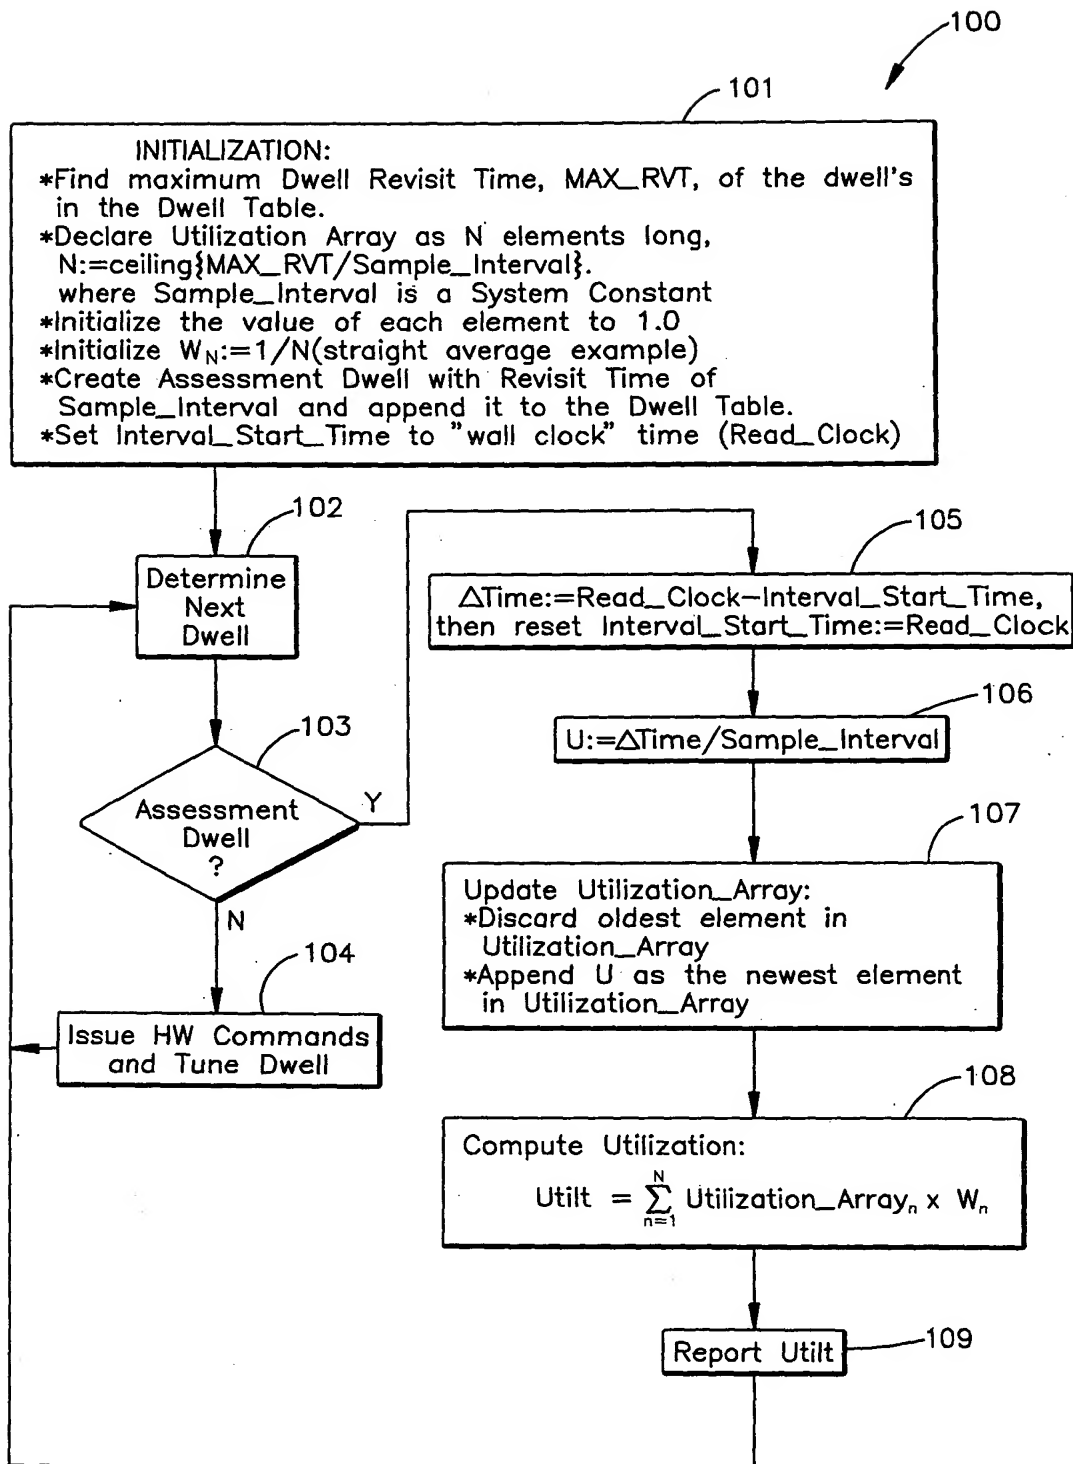 100
101
INITIALIZATION:
*Find maximum Dwell Revisit Time, MAX_RVT, of the dwell's
in the Dwell Table.
*Declare Utilization Array as N elements long,
N:=ceiling{MAX_RVT/Sample_Interval}.
where Sample_Interval is a System Constant
*Initialize the value of each element to 1.0
*Initialize W_N:=1/N(straight average example)
*Create Assessment Dwell with Revisit Time of
Sample_Interval and append it to the Dwell Table.
*Set Interval_Start_Time to "wall clock" time (Read_Clock)
102
Determine
Next
Dwell
103
Assessment
Dwell
?
Y
N
104
Issue HW Commands
and Tune Dwell
105
ΔTime:=Read_Clock–Interval_Start_Time,
then reset Interval_Start_Time:=Read_Clock
106
U:=ΔTime/Sample_Interval
107
Update Utilization_Array:
*Discard oldest element in
Utilization_Array
*Append U as the newest element
in Utilization_Array
108
Compute Utilization:
Utilt = N ∑ n=1 Utilization_Array_n x W_n
Report Utilt
109